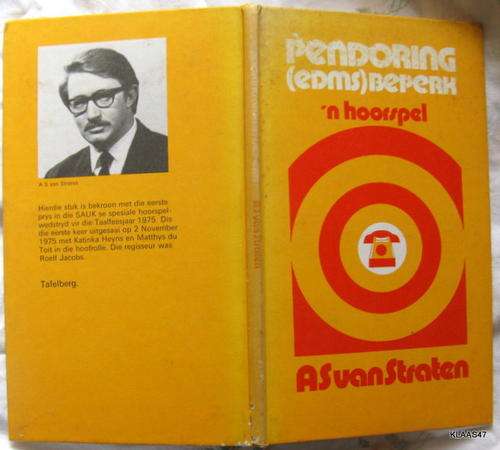 A S van Straten
Hierdie stuk is bekroon met die eerste
prys in die SAUK se spesiale hoorspel-
wedstryd vir die Taalfeesjaar 1975. Dis
die eerste keer uitgesaai op 2 November
1975 met Katinka Heyns en Matthys du
Toit in die hoofrolle. Die regisseur was
Roelf Jacobs.
Tafelberg.
PENDORING
(EDMS) BEPERK
'n hoorspel
A S van Straten
KLAAS47